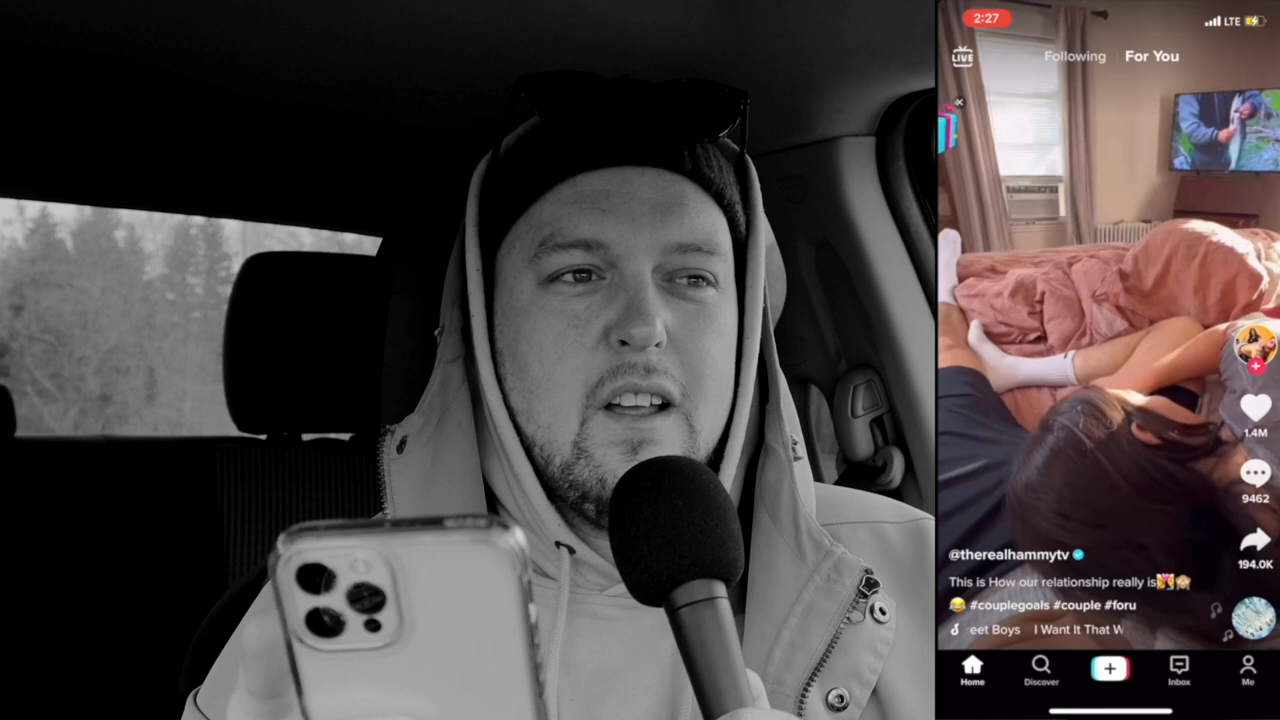 2:27
LTE
LIVE
Following
For You
1.4M
9462
194.0K
@therealhammytv
This is How our relationship really is
#couplegoals #couple #foru
eet Boys I Want It That W
Home
Discover
Inbox
Me